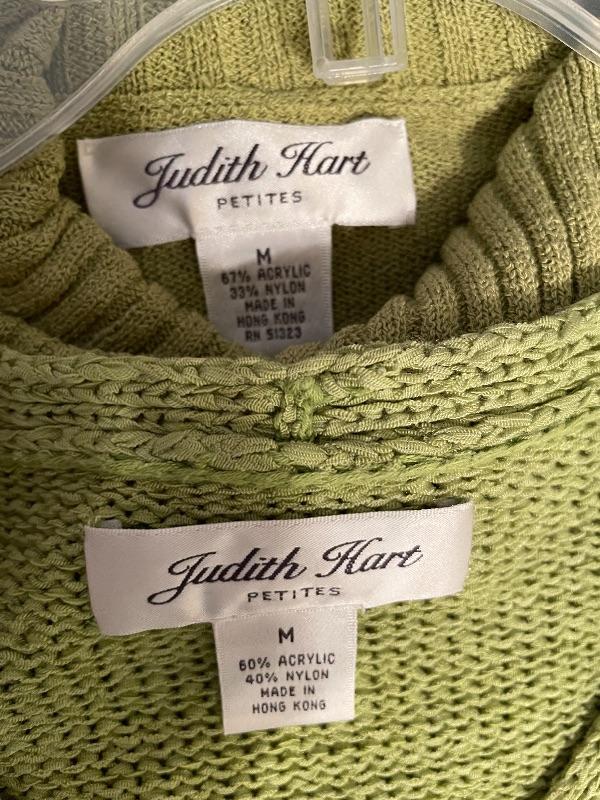 Judith Hart
PETITES
M
67% ACRYLIC
33% NYLON
MADE IN
HONG KONG
RN 51323
Judith Hart
PETITES
M
60% ACRYLIC
40% NYLON
MADE IN
HONG KONG